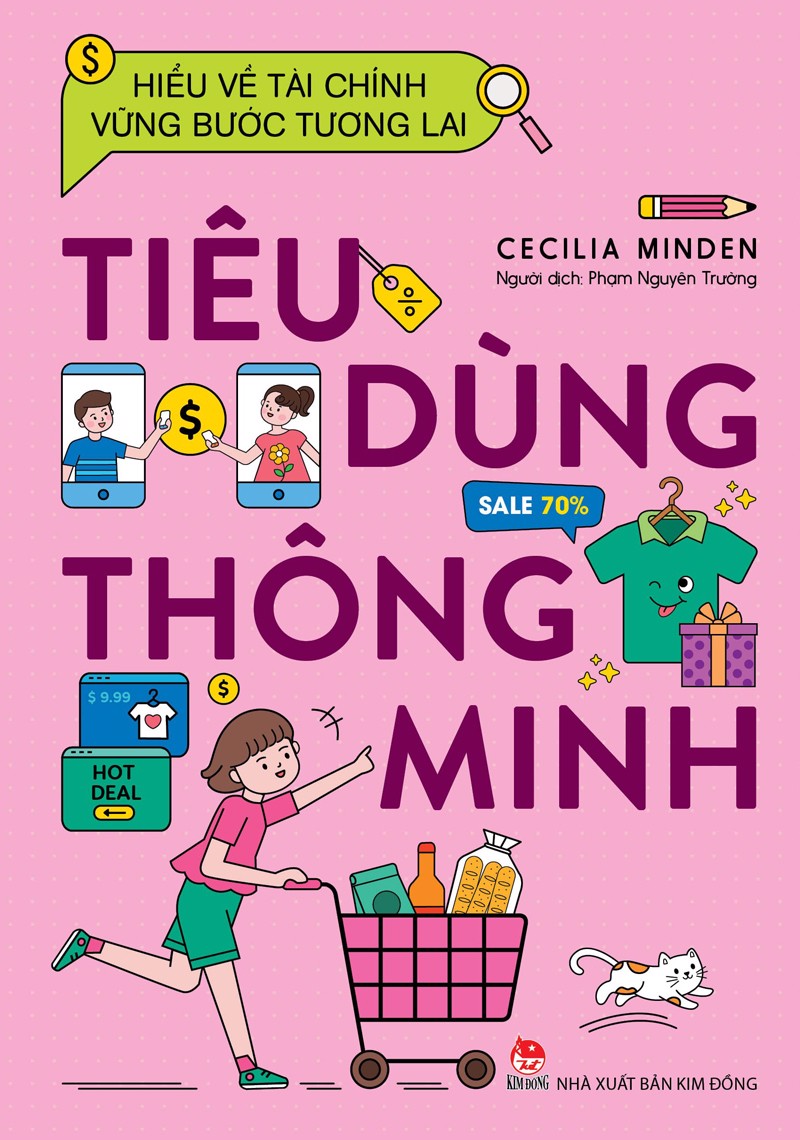 $
HIỂU VỀ TÀI CHÍNH
VỮNG BƯỚC TƯƠNG LAI
CECILIA MINDEN
Người dịch: Phạm Nguyên Trường
TIÊU
%
$
DÙNG
SALE 70%
THÔNG
$ 9.99
$
HOT
DEAL
MINH
KIM ĐỒNG
NHÀ XUẤT BẢN KIM ĐỒNG